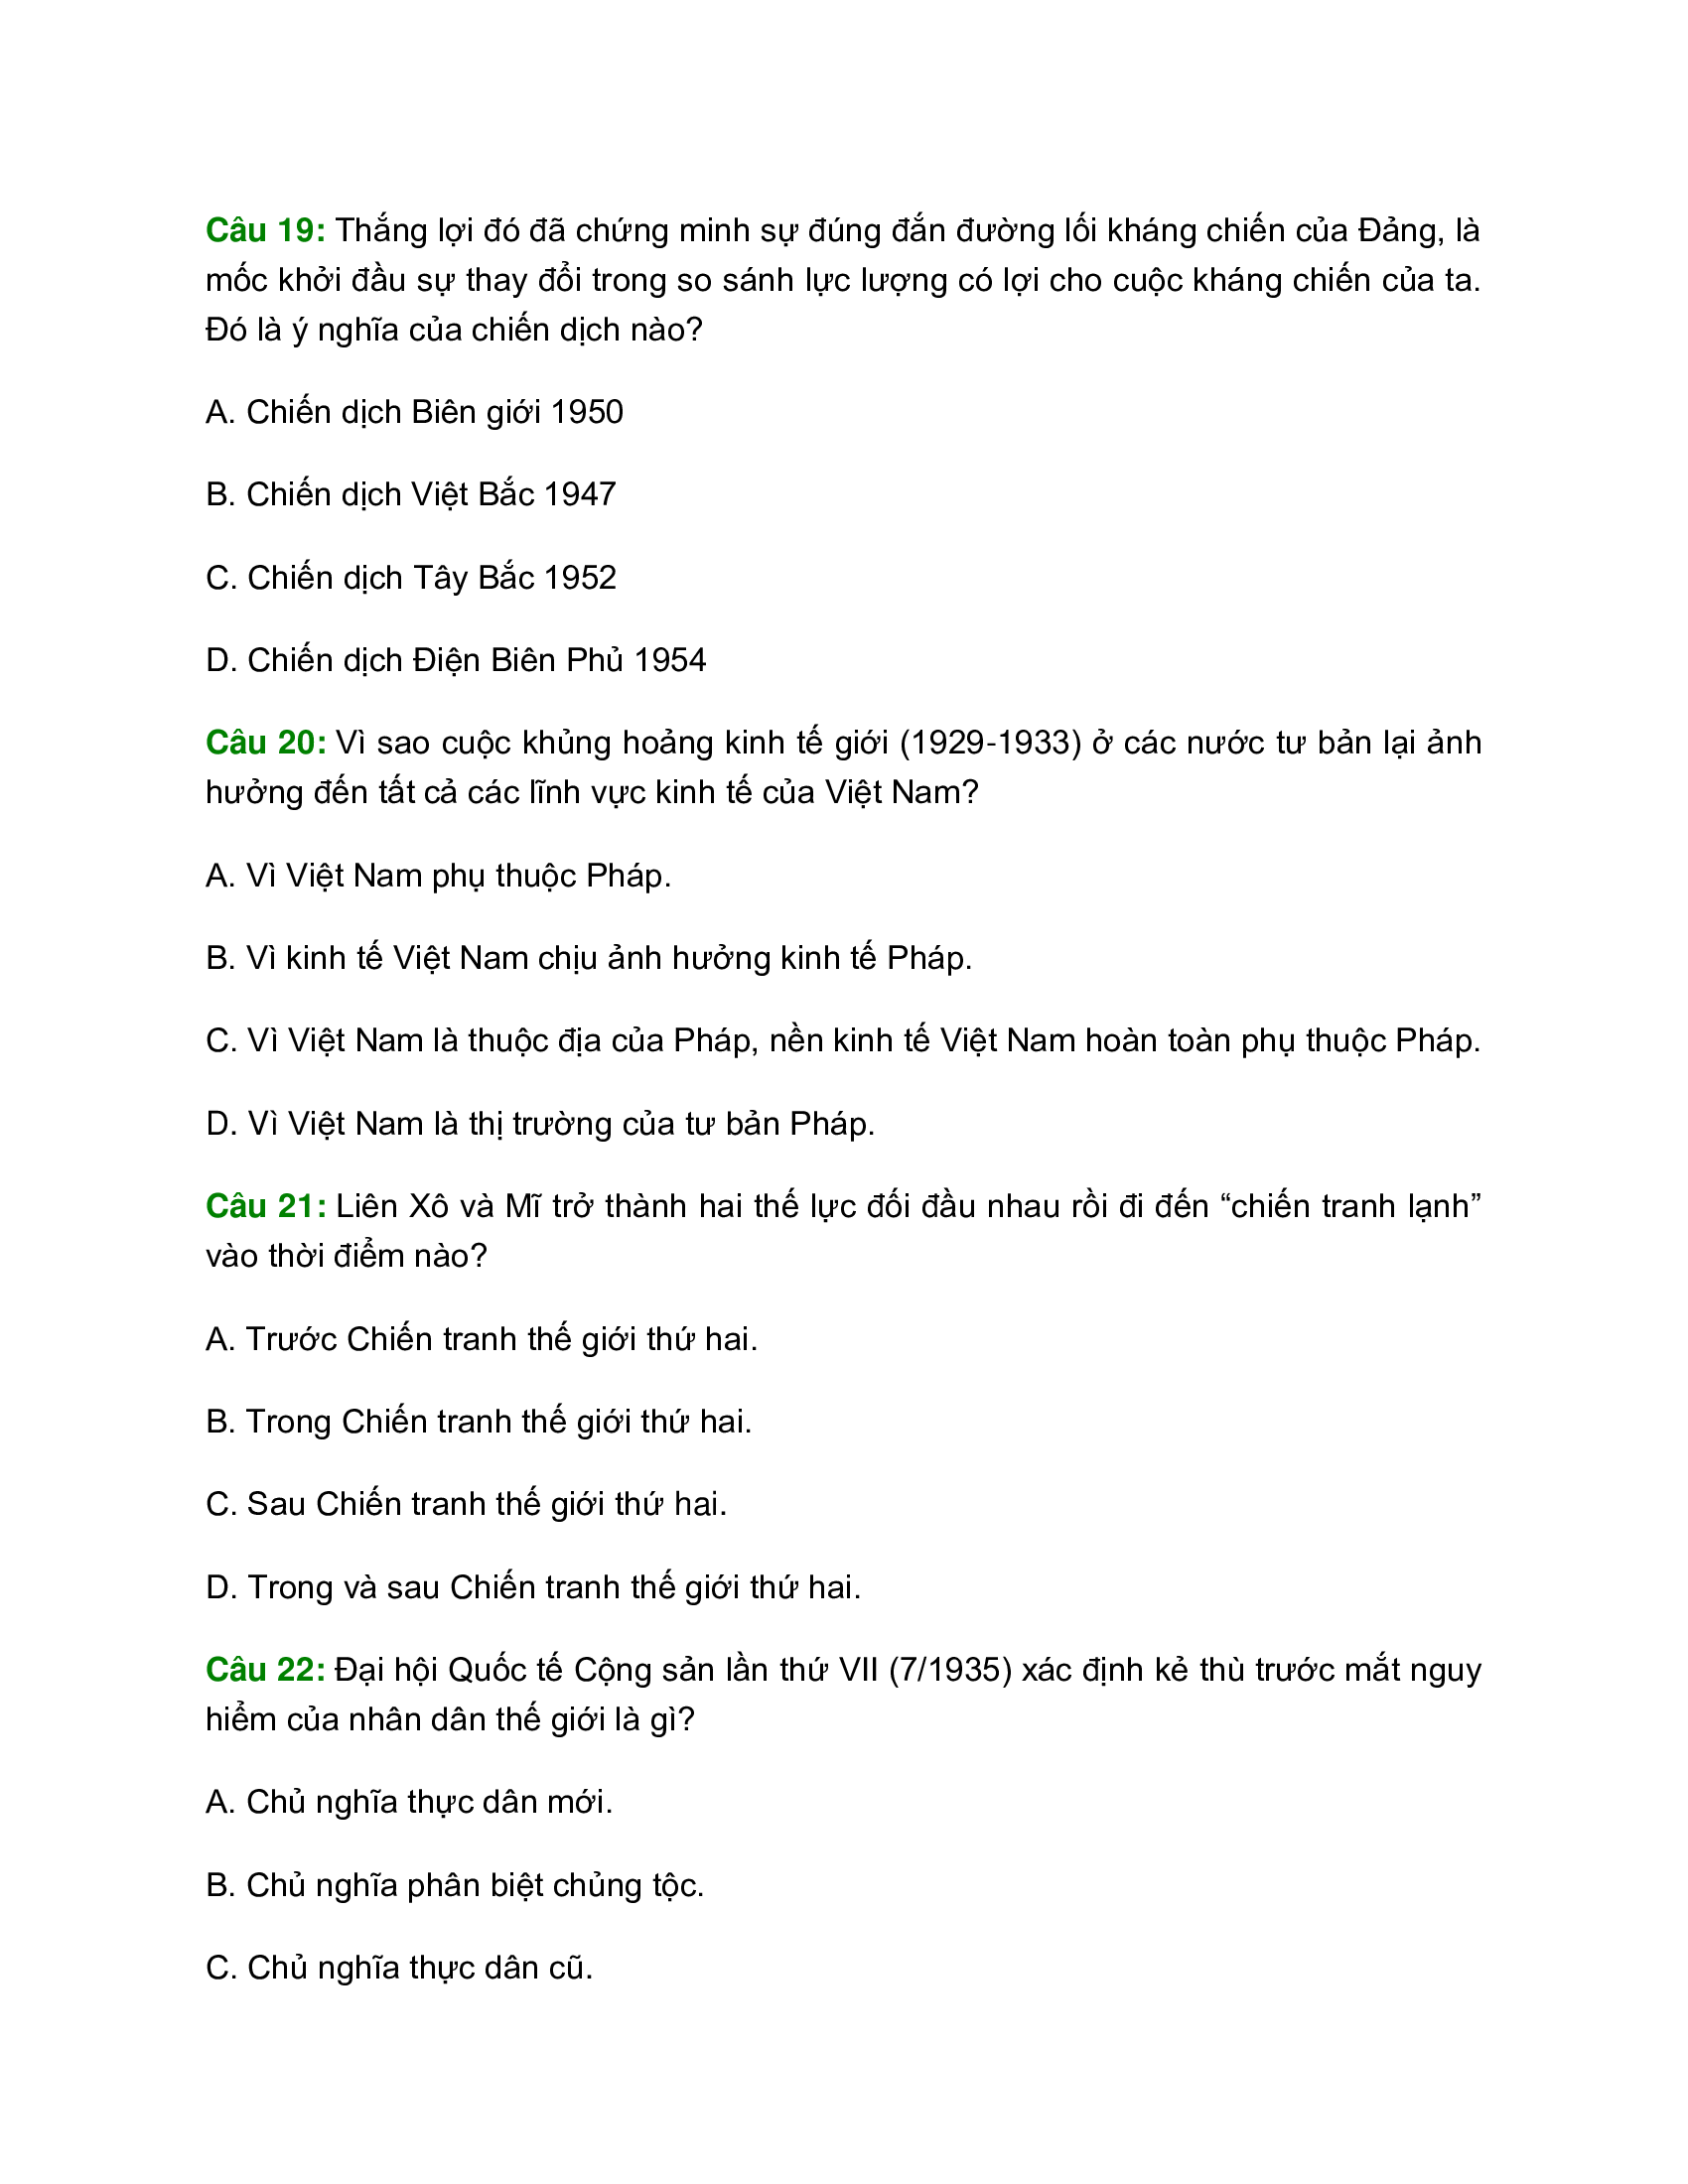 Câu 19: Thắng lợi đó đã chứng minh sự đúng đắn đường lối kháng chiến của Đảng, là
mốc khởi đầu sự thay đổi trong so sánh lực lượng có lợi cho cuộc kháng chiến của ta.
Đó là ý nghĩa của chiến dịch nào?
A. Chiến dịch Biên giới 1950
B. Chiến dịch Việt Bắc 1947
C. Chiến dịch Tây Bắc 1952
D. Chiến dịch Điện Biên Phủ 1954
Câu 20: Vì sao cuộc khủng hoảng kinh tế giới (1929-1933) ở các nước tư bản lại ảnh
hưởng đến tất cả các lĩnh vực kinh tế của Việt Nam?
A. Vì Việt Nam phụ thuộc Pháp.
B. Vì kinh tế Việt Nam chịu ảnh hưởng kinh tế Pháp.
C. Vì Việt Nam là thuộc địa của Pháp, nền kinh tế Việt Nam hoàn toàn phụ thuộc Pháp.
D. Vì Việt Nam là thị trường của tư bản Pháp.
Câu 21: Liên Xô và Mĩ trở thành hai thế lực đối đầu nhau rồi đi đến “chiến tranh lạnh”
vào thời điểm nào?
A. Trước Chiến tranh thế giới thứ hai.
B. Trong Chiến tranh thế giới thứ hai.
C. Sau Chiến tranh thế giới thứ hai.
D. Trong và sau Chiến tranh thế giới thứ hai.
Câu 22: Đại hội Quốc tế Cộng sản lần thứ VII (7/1935) xác định kẻ thù trước mắt nguy
hiểm của nhân dân thế giới là gì?
A. Chủ nghĩa thực dân mới.
B. Chủ nghĩa phân biệt chủng tộc.
C. Chủ nghĩa thực dân cũ.